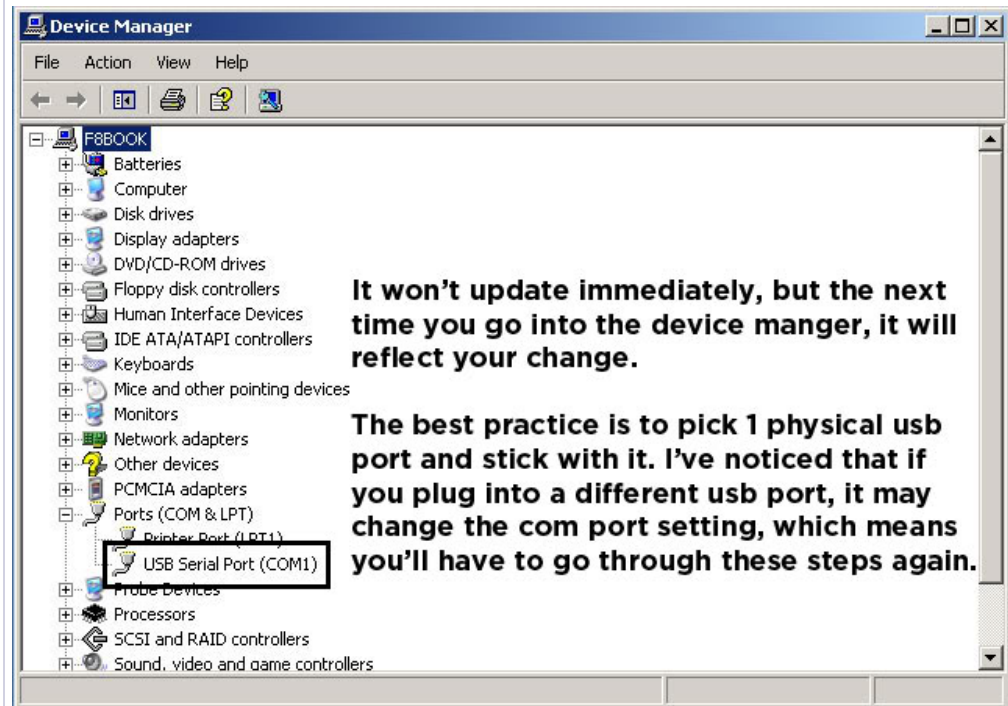 Device Manager
File Action View Help
F8BOOK
Batteries
Computer
Disk drives
Display adapters
DVD/CD-ROM drives
Floppy disk controllers
Human Interface Devices
IDE ATA/ATAPI controllers
Keyboards
Mice and other pointing devices
Monitors
Network adapters
Other devices
PCMCIA adapters
Ports (COM & LPT)
Printer Port (LPT1)
USB Serial Port (COM1)
Probe Devices
Processors
SCSI and RAID controllers
Sound, video and game controllers
It won't update immediately, but the next
time you go into the device manger, it will
reflect your change.
The best practice is to pick 1 physical usb
port and stick with it. I've noticed that if
you plug into a different usb port, it may
change the com port setting, which means
you'll have to go through these steps again.